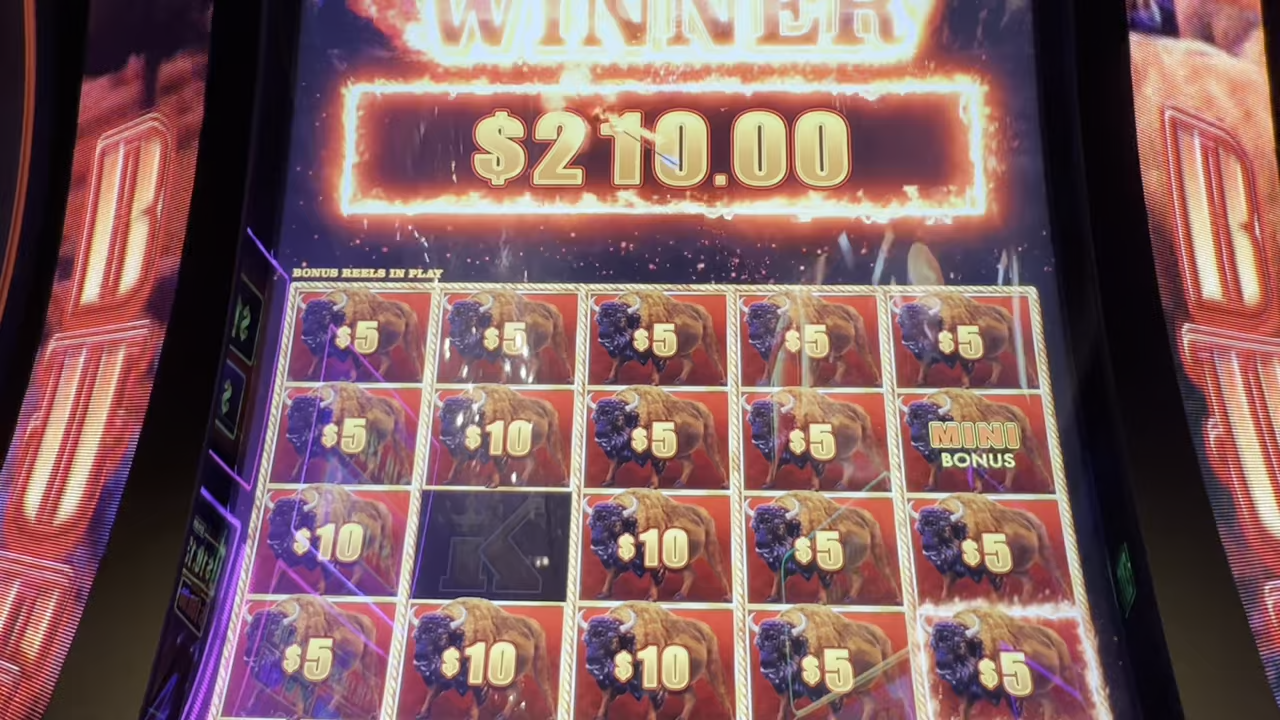 WINNER
$210.00
BONUS REELS IN PLAY
$5 $5 $5 $5 $5
$5 $10 $5 $5 MINI BONUS
$10 K $10 $5 $5
$5 $10 $10 $5 $5